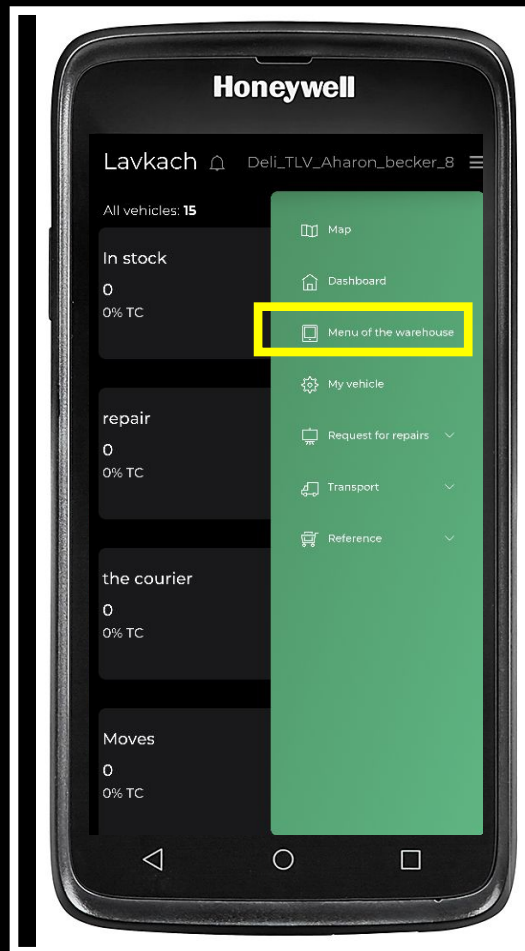 Honeywell
Lavkach Deli_TLV_Aharon_becker_8
All vehicles: 15
In stock
0
0% TC
repair
0
0% TC
the courier
0
0% TC
Moves
0
0% TC
Map
Dashboard
Menu of the warehouse
My vehicle
Request for repairs
Transport
Reference